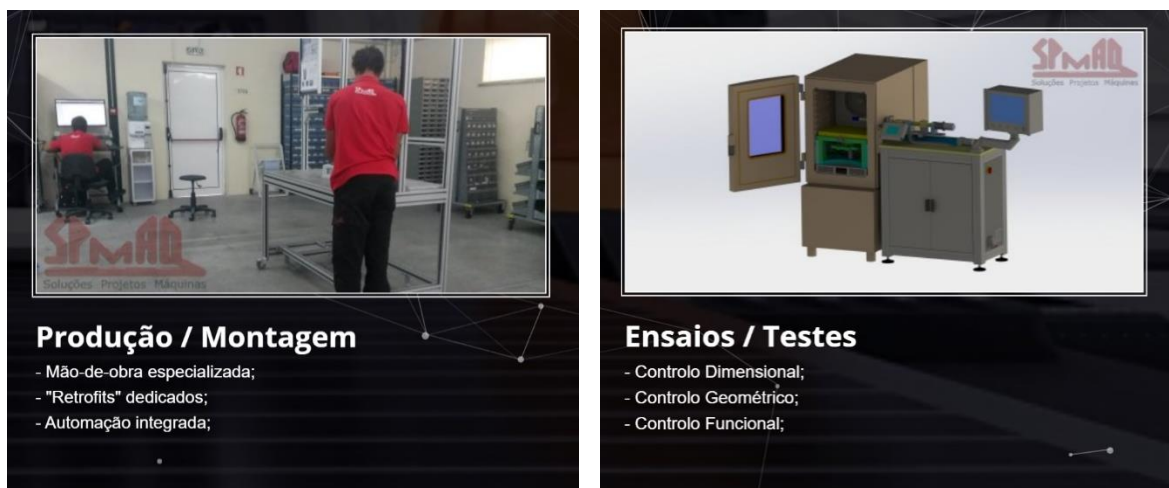 SPMAQ
Soluções Projetos Máquinas
Produção / Montagem
- Mão-de-obra especializada;
- "Retrofits" dedicados;
- Automação integrada;
SPMAQ
Soluções Projetos Máquinas
Ensaios / Testes
- Controlo Dimensional;
- Controlo Geométrico;
- Controlo Funcional;